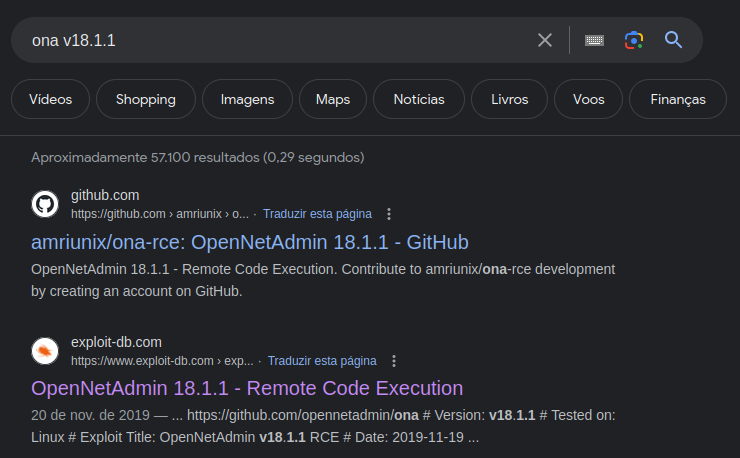 ona v18.1.1
Vídeos Shopping Imagens Maps Notícias Livros Voos Finanças
Aproximadamente 57.100 resultados (0,29 segundos)
github.com
https://github.com › amriunix › o... · Traduzir esta página
amriunix/ona-rce: OpenNetAdmin 18.1.1 - GitHub
OpenNetAdmin 18.1.1 - Remote Code Execution. Contribute to amriunix/ona-rce development
by creating an account on GitHub.
exploit-db.com
https://www.exploit-db.com › exp... · Traduzir esta página
OpenNetAdmin 18.1.1 - Remote Code Execution
20 de nov. de 2019 — ... https://github.com/opennetadmin/ona # Version: v18.1.1 # Tested on:
Linux # Exploit Title: OpenNetAdmin v18.1.1 RCE # Date: 2019-11-19 ...